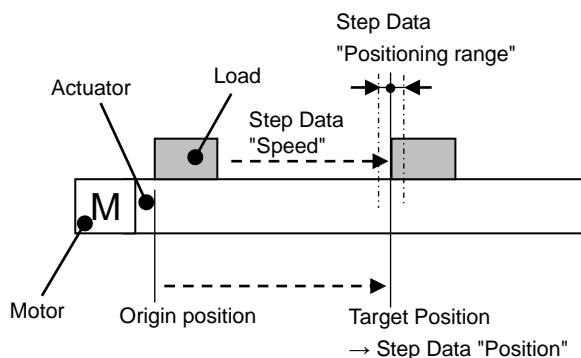 Step Data
"Positioning range"
Actuator
Load
Step Data
"Speed"
M
Motor
Origin position
Target Position
→ Step Data "Position"